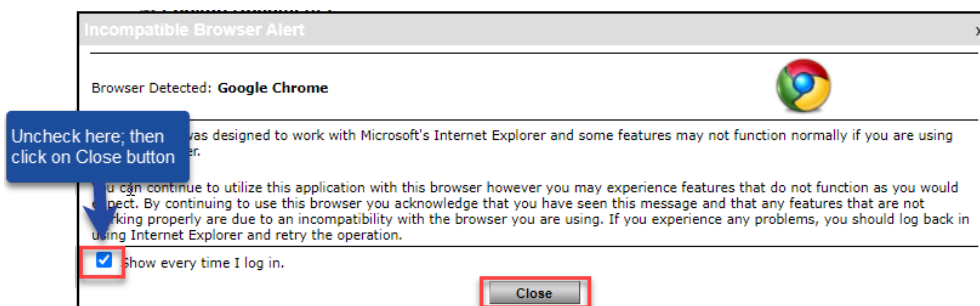 Incompatible Browser Alert
x
Browser Detected: Google Chrome
Uncheck here; then
click on Close button
was designed to work with Microsoft's Internet Explorer and some features may not function normally if you are using
You can continue to utilize this application with this browser however you may experience features that do not function as you would
expect. By continuing to use this browser you acknowledge that you have seen this message and that any features that are not
working properly are due to an incompatibility with the browser you are using. If you experience any problems, you should log back in
using Internet Explorer and retry the operation.
Show every time I log in.
Close